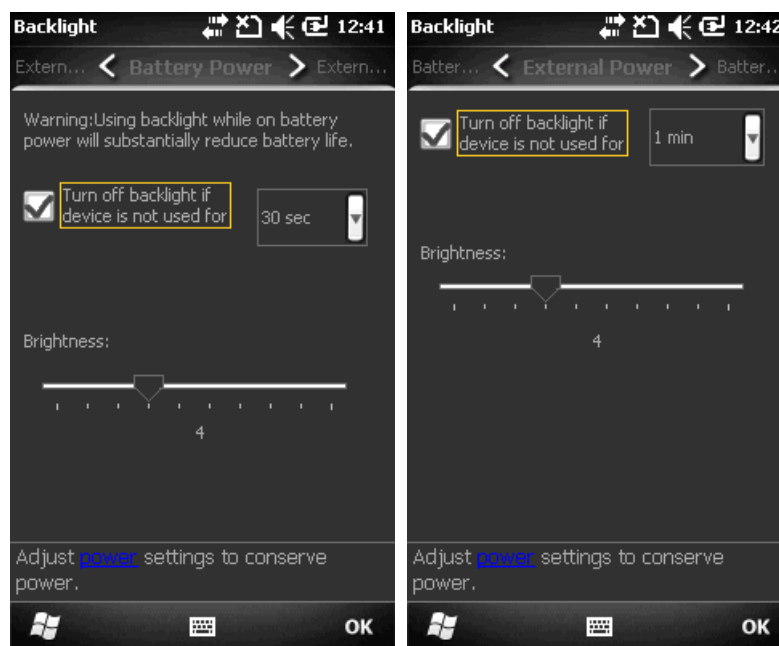 Backlight 12:41
Extern... Battery Power Extern...
Warning:Using backlight while on battery
power will substantially reduce battery life.
Turn off backlight if
device is not used for
30 sec
Brightness:
4
Adjust power settings to conserve
power.
OK
Backlight 12:42
Batter... External Power Batter...
Turn off backlight if
device is not used for
1 min
Brightness:
4
Adjust power settings to conserve
power.
OK